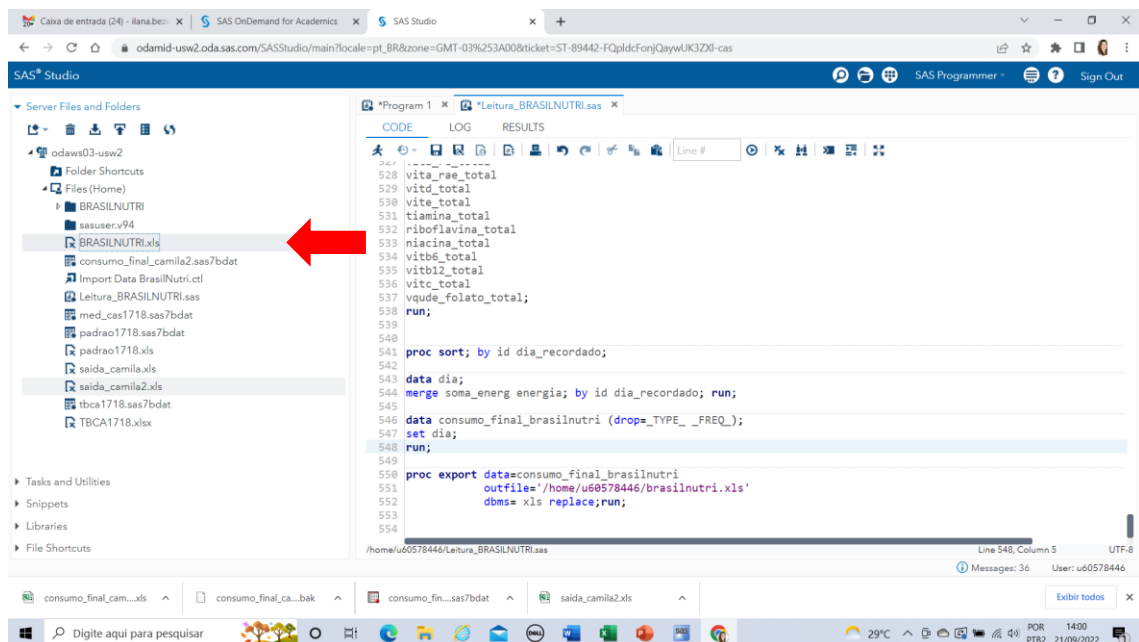 Caixa de entrada (24) - ilana.bez
SAS OnDemand for Academics
SAS Studio
odamid-usw2.oda.sas.com/SASStudio/main?locale=pt_BR&zone=GMT-03%253A00&ticket=ST-89442-FQpldcFonjQaywUK3ZXl-cas
SAS® Studio
SAS Programmer
Sign Out
Server Files and Folders
odaws03-usw2
Folder Shortcuts
Files (Home)
BRASILNUTRI
sasuser.v94
BRASILNUTRI.xls
consumo_final_camila2.sas7bdat
Import Data BrasilNutri.ctl
Leitura_BRASILNUTRI.sas
med_cas1718.sas7bdat
padrao1718.sas7bdat
padrao1718.xls
saida_camila.xls
saida_camila2.xls
tbca1718.sas7bdat
TBCA1718.xlsx
Tasks and Utilities
Snippets
Libraries
File Shortcuts
*Program 1
*Leitura_BRASILNUTRI.sas
CODE LOG RESULTS
Line #
528 vita_rae_total
529 vitd_total
530 vite_total
531 tiamina_total
532 riboflavina_total
533 niacina_total
534 vitb6_total
535 vitb12_total
536 vitc_total
537 vqude_folato_total;
538 run;
539
540
541 proc sort; by id dia_recordado;
542
543 data dia;
544 merge soma_energ energia; by id dia_recordado; run;
545
546 data consumo_final_brasilnutri (drop=_TYPE_ _FREQ_);
547 set dia;
548 run;
549
550 proc export data=consumo_final_brasilnutri
551 outfile='/home/u60578446/brasilnutri.xls'
552 dbms= xls replace;run;
553
554
/home/u60578446/Leitura_BRASILNUTRI.sas
Line 548, Column 5
UTF-8
Messages: 36
User: u60578446
consumo_final_cam....xls
consumo_final_ca....bak
consumo_fin....sas7bdat
saida_camila2.xls
Exibir todos
Digite aqui para pesquisar
29°C
POR
PTB2
14:00
21/09/2022